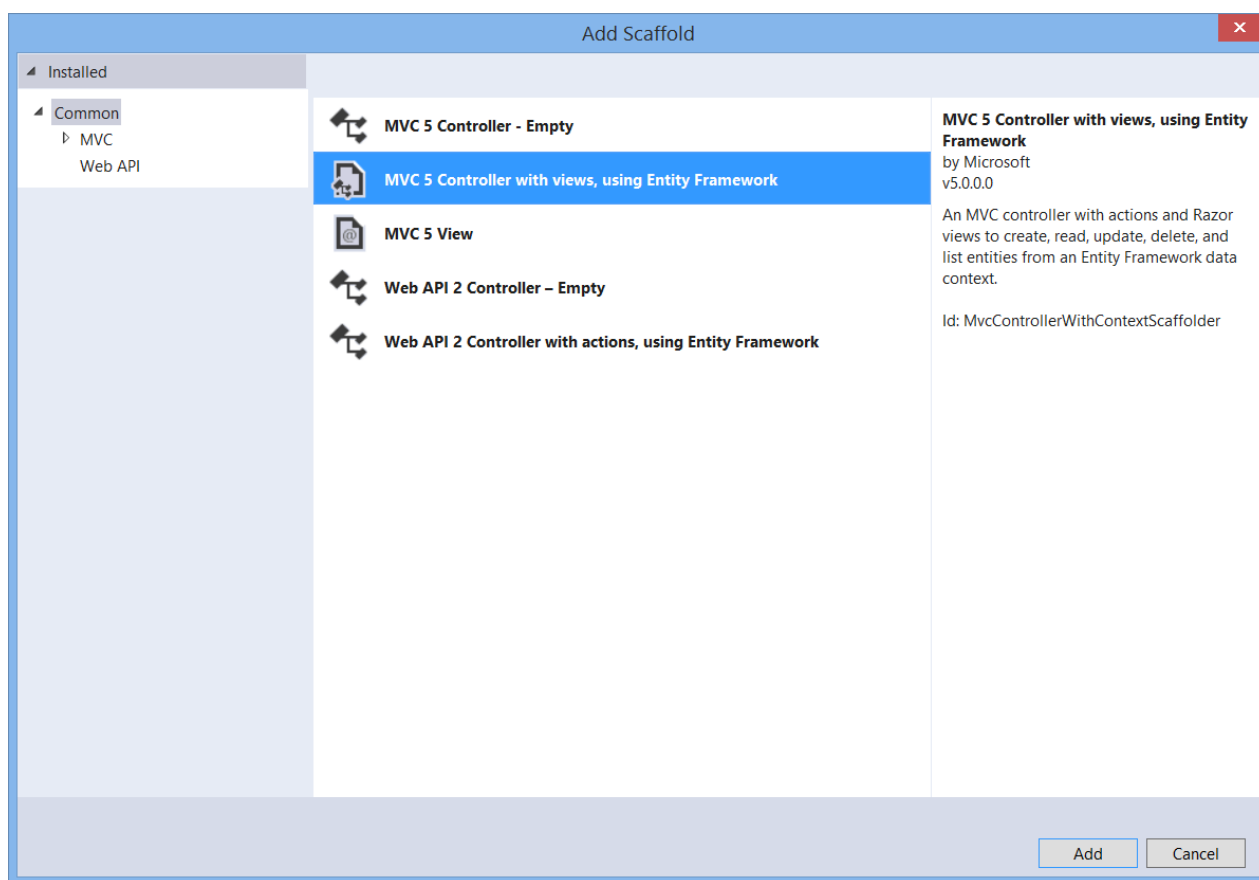 Add Scaffold
Installed
Common
MVC
Web API
MVC 5 Controller - Empty
MVC 5 Controller with views, using Entity Framework
MVC 5 View
Web API 2 Controller – Empty
Web API 2 Controller with actions, using Entity Framework
MVC 5 Controller with views, using Entity
Framework
by Microsoft
v5.0.0.0
An MVC controller with actions and Razor
views to create, read, update, delete, and
list entities from an Entity Framework data
context.
Id: MvcControllerWithContextScaffolder
Add
Cancel